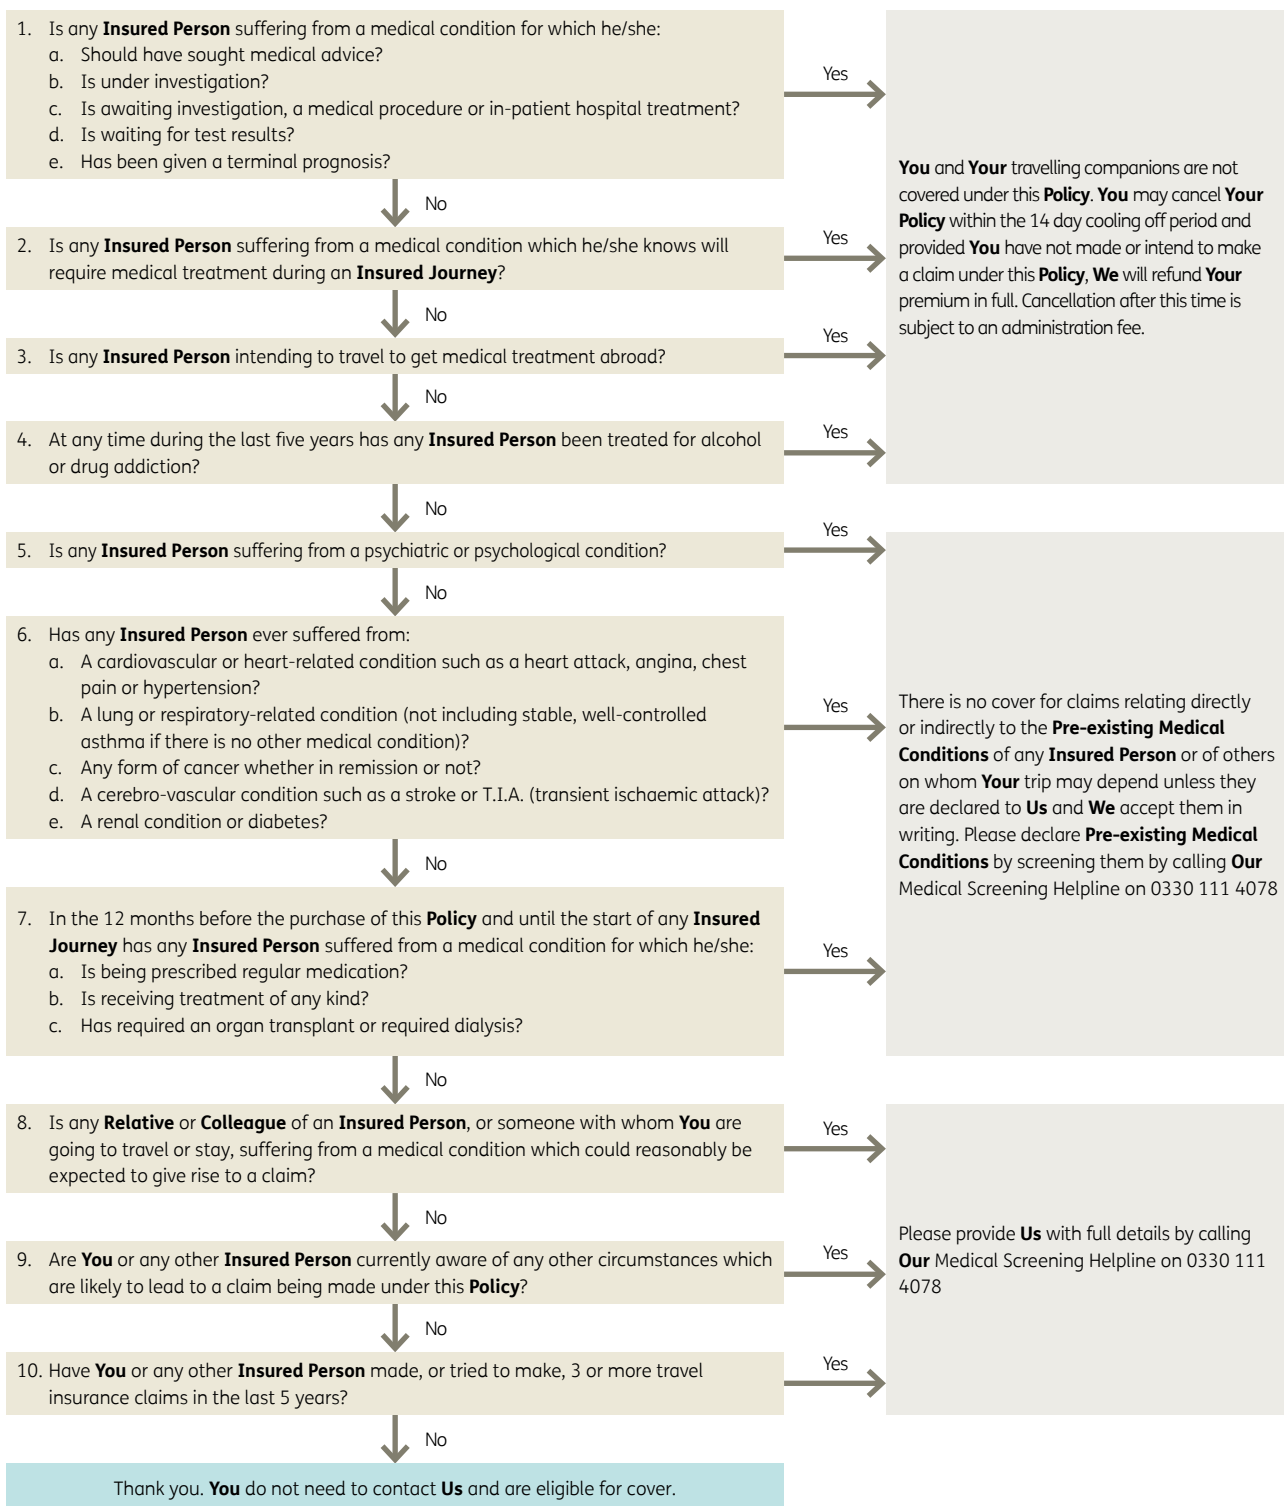 1. Is any Insured Person suffering from a medical condition for which he/she:
a. Should have sought medical advice?
b. Is under investigation?
c. Is awaiting investigation, a medical procedure or in-patient hospital treatment?
d. Is waiting for test results?
e. Has been given a terminal prognosis?
Yes
No
2. Is any Insured Person suffering from a medical condition which he/she knows will
require medical treatment during an Insured Journey?
Yes
No
3. Is any Insured Person intending to travel to get medical treatment abroad?
Yes
No
4. At any time during the last five years has any Insured Person been treated for alcohol
or drug addiction?
Yes
You and Your travelling companions are not
covered under this Policy. You may cancel Your
Policy within the 14 day cooling off period and
provided You have not made or intend to make
a claim under this Policy, We will refund Your
premium in full. Cancellation after this time is
subject to an administration fee.
No
5. Is any Insured Person suffering from a psychiatric or psychological condition?
Yes
No
6. Has any Insured Person ever suffered from:
a. A cardiovascular or heart-related condition such as a heart attack, angina, chest
pain or hypertension?
b. A lung or respiratory-related condition (not including stable, well-controlled
asthma if there is no other medical condition)?
c. Any form of cancer whether in remission or not?
d. A cerebro-vascular condition such as a stroke or T.I.A. (transient ischaemic attack)?
e. A renal condition or diabetes?
Yes
No
7. In the 12 months before the purchase of this Policy and until the start of any Insured
Journey has any Insured Person suffered from a medical condition for which he/she:
a. Is being prescribed regular medication?
b. Is receiving treatment of any kind?
c. Has required an organ transplant or required dialysis?
Yes
There is no cover for claims relating directly
or indirectly to the Pre-existing Medical
Conditions of any Insured Person or of others
on whom Your trip may depend unless they
are declared to Us and We accept them in
writing. Please declare Pre-existing Medical
Conditions by screening them by calling Our
Medical Screening Helpline on 0330 111 4078
No
8. Is any Relative or Colleague of an Insured Person, or someone with whom You are
going to travel or stay, suffering from a medical condition which could reasonably be
expected to give rise to a claim?
Yes
No
9. Are You or any other Insured Person currently aware of any other circumstances which
are likely to lead to a claim being made under this Policy?
Yes
No
10. Have You or any other Insured Person made, or tried to make, 3 or more travel
insurance claims in the last 5 years?
Yes
Please provide Us with full details by calling
Our Medical Screening Helpline on 0330 111
4078
No
Thank you. You do not need to contact Us and are eligible for cover.